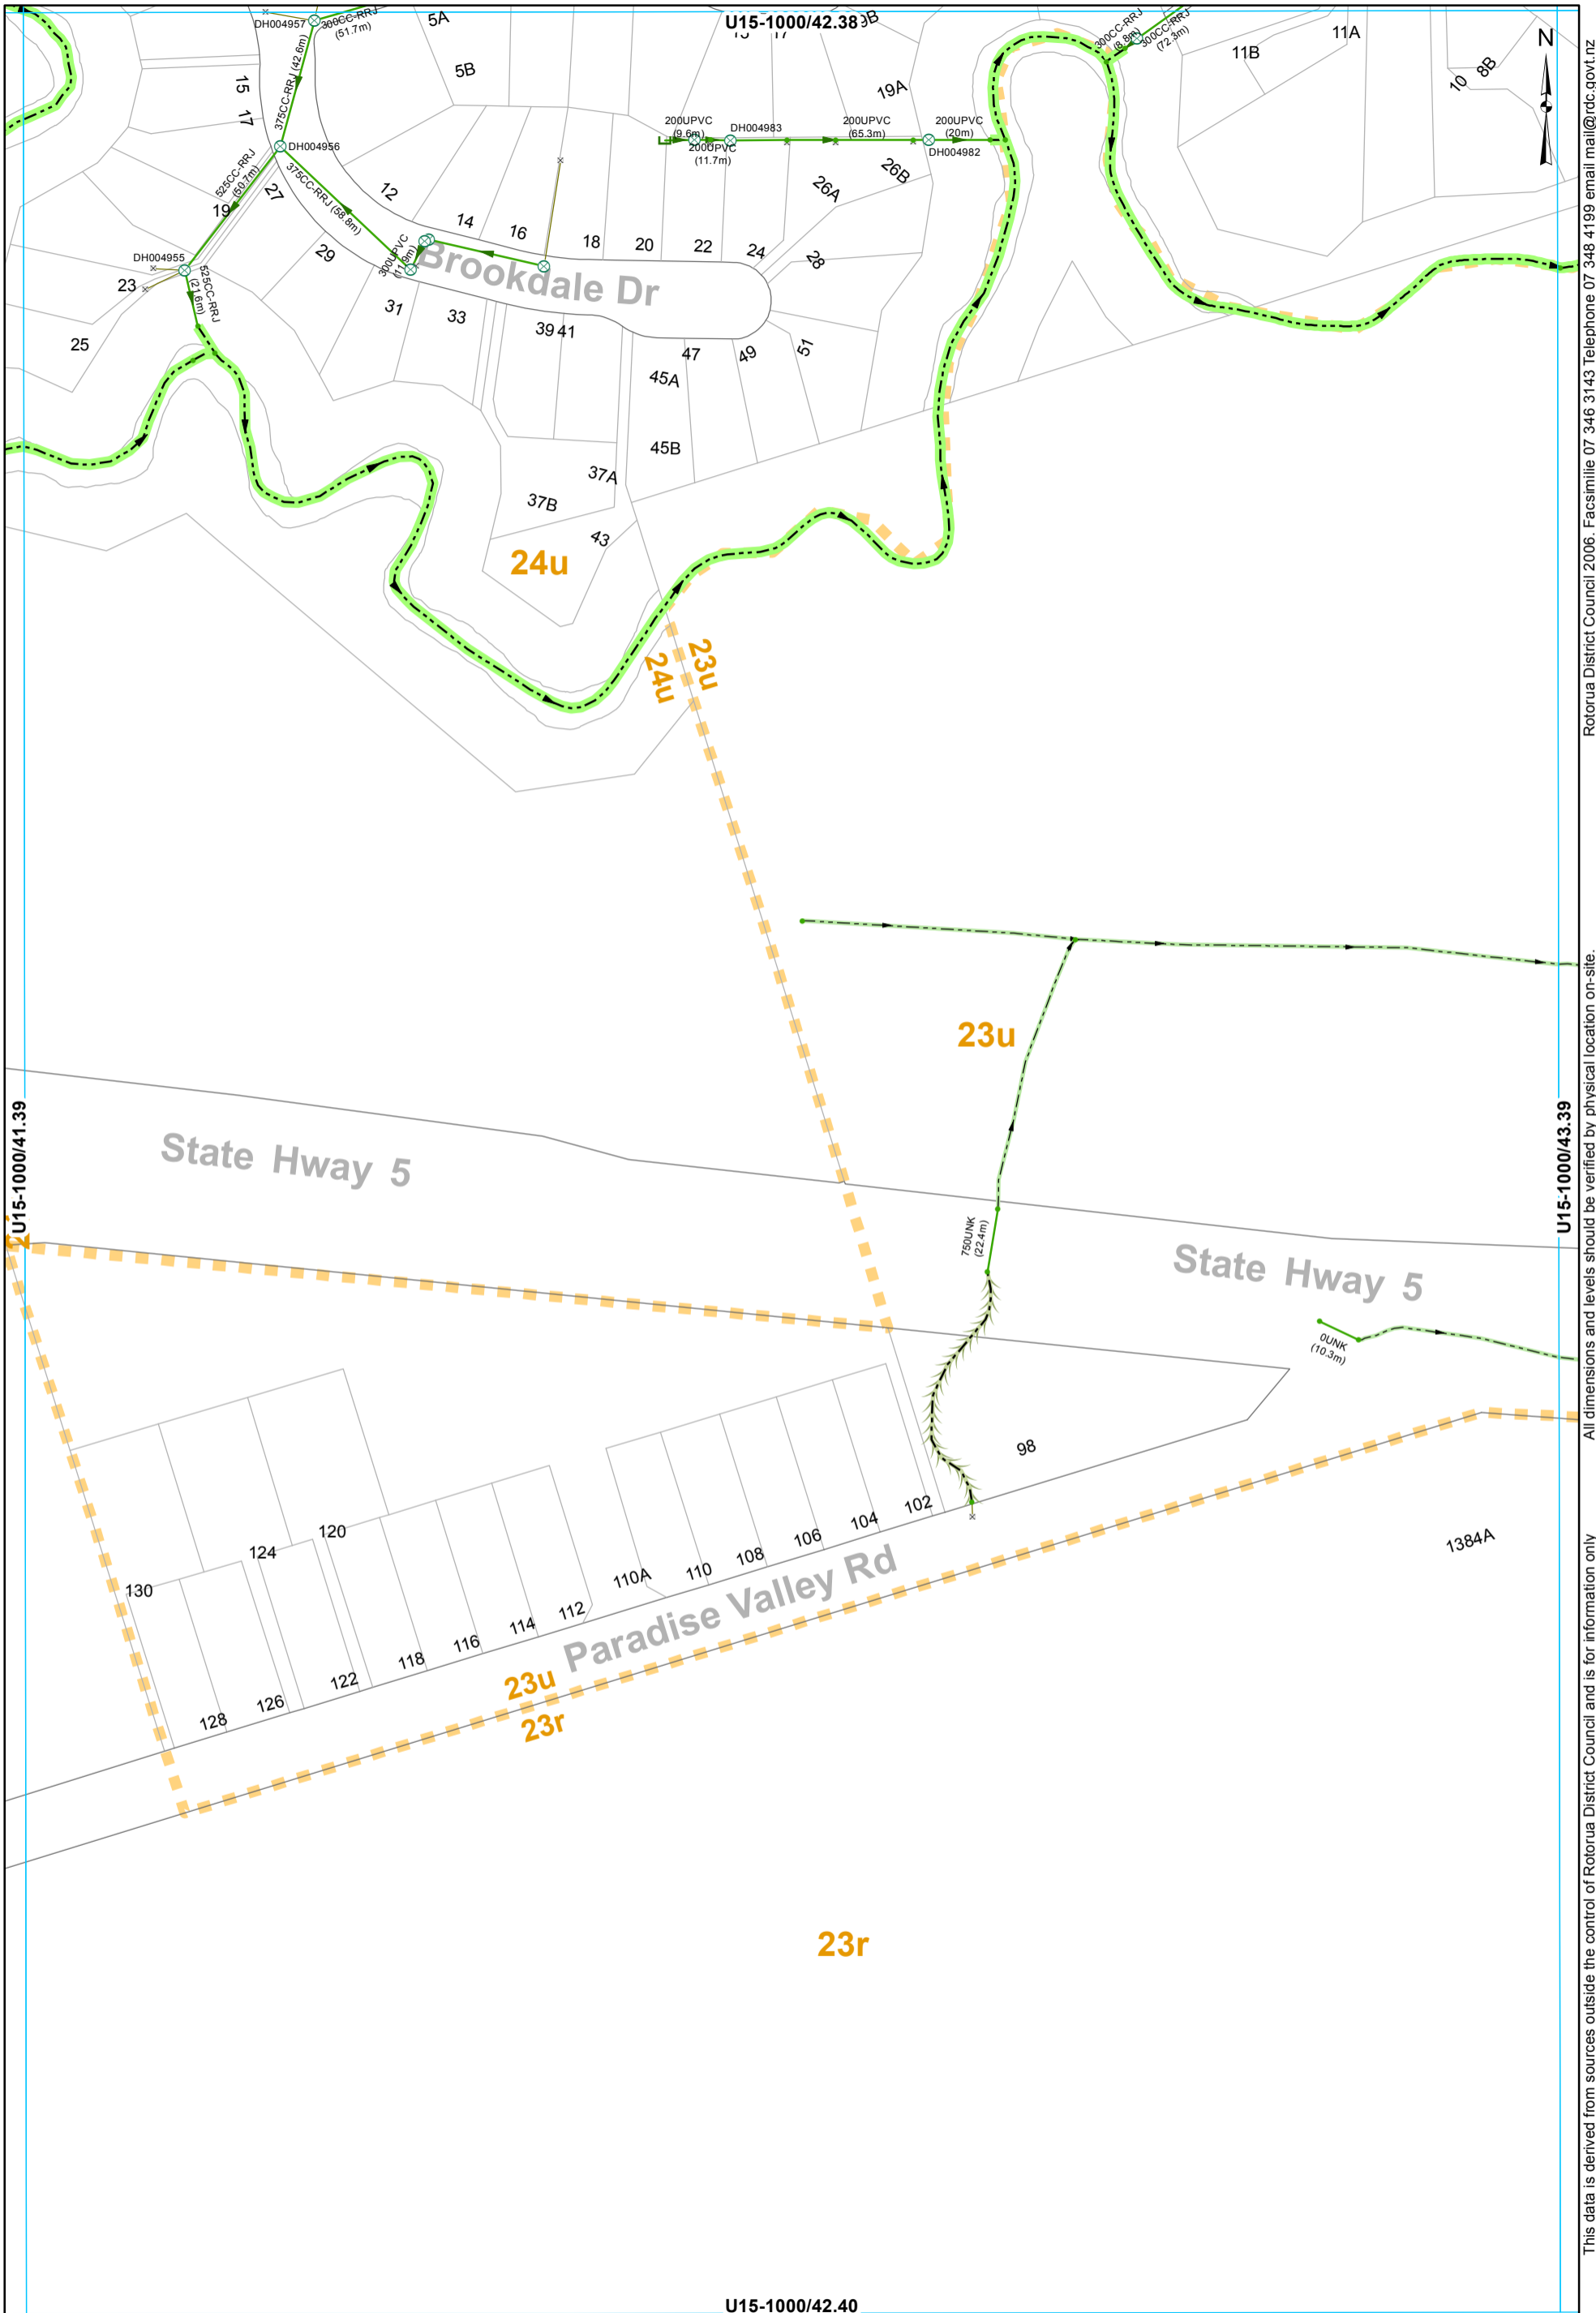 U15-1000/42.38
DH004957
300CC-RRJ
(51.7m)
5A
5B
375CC-RRJ (42.6m)
15
17
DH004956
525CC-RRJ
(50.7m)
19
27
375CC-RRJ (58.8m)
12
14
16
18
20
22
24
28
29
31
33
39
41
47
49
51
DH004955
23
25
525CC-RRJ
(21.6m)
300UPVC
Brookdale Dr
200UPVC
(9.6m)
200UPVC
(11.7m)
DH004983
200UPVC
(65.3m)
200UPVC
(20m)
DH004982
19A
26A
26B
300CC-RRJ
(8.8m)
300CC-RRJ
(72.3m)
11B
11A
10
8B
N
45A
45B
37A
37B
43
24u
23u
24u
23u
U15-1000/41.39
U15-1000/43.39
State Hway 5
State Hway 5
750UNK
(22.4m)
0UNK
(10.3m)
98
102
104
106
108
110
110A
112
114
116
118
120
122
124
126
128
130
1384A
Paradise Valley Rd
23u
23r
23r
U15-1000/42.40
Rotorua District Council 2006. Facsimilie 07 346 3143 Telephone 07 348 4199 email mail@rdc.govt.nz
All dimensions and levels should be verified by physical location on-site.
This data is derived from sources outside the control of Rotorua District Council and is for information only